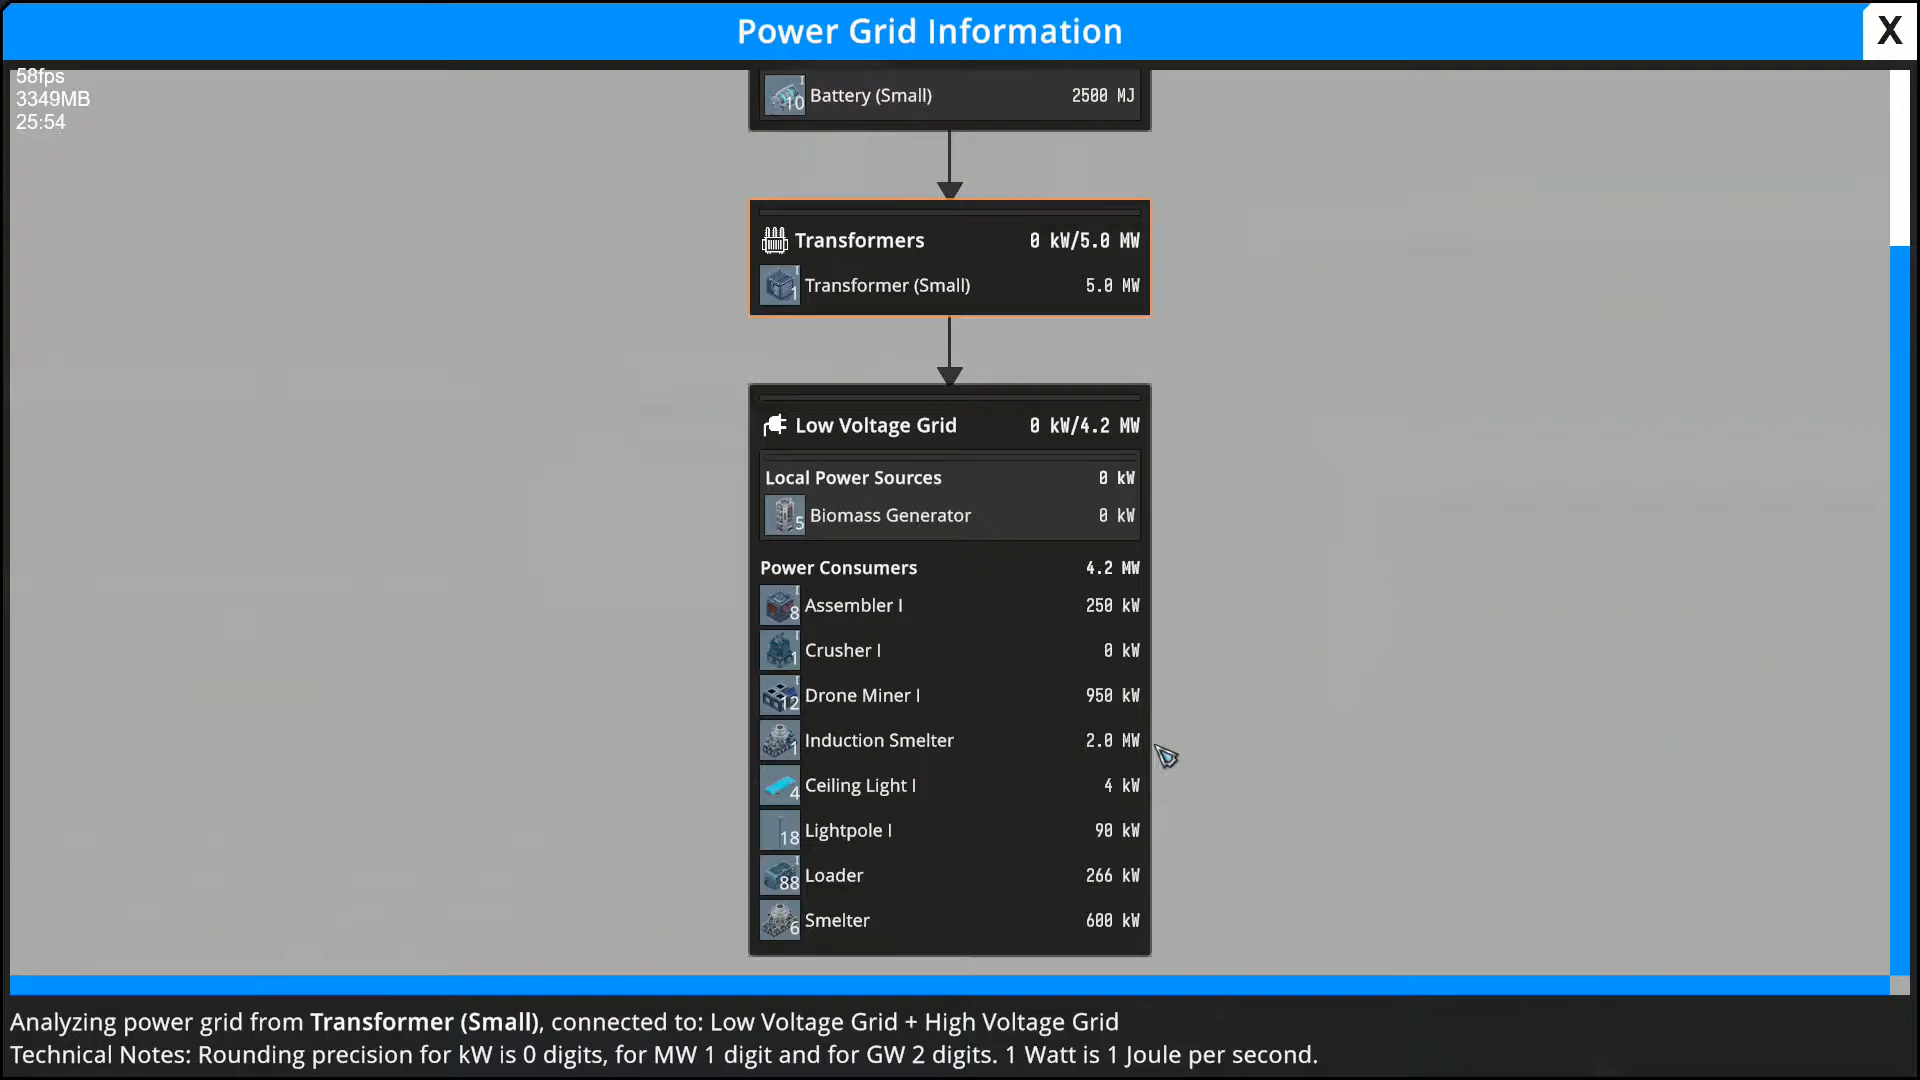 Power Grid Information
X
58fps
3349MB
25:54
I
10 Battery (Small) 2500 MJ
Transformers 0 kW/5.0 MW
I
1 Transformer (Small) 5.0 MW
Low Voltage Grid 0 kW/4.2 MW
Local Power Sources 0 kW
5 Biomass Generator 0 kW
Power Consumers 4.2 MW
I
8 Assembler I 250 kW
I
1 Crusher I 0 kW
I
12 Drone Miner I 950 kW
1 Induction Smelter 2.0 MW
4 Ceiling Light I 4 kW
18 Lightpole I 90 kW
I
88 Loader 266 kW
6 Smelter 600 kW
Analyzing power grid from Transformer (Small), connected to: Low Voltage Grid + High Voltage Grid
Technical Notes: Rounding precision for kW is 0 digits, for MW 1 digit and for GW 2 digits. 1 Watt is 1 Joule per second.